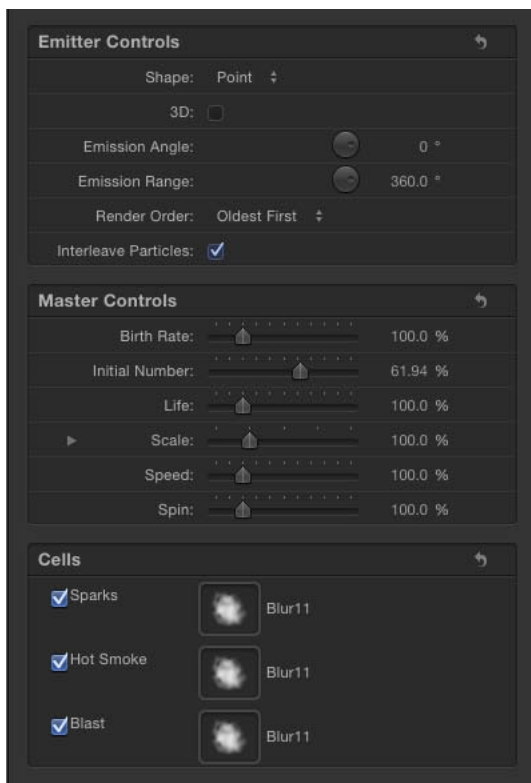 Emitter Controls
Shape: Point
3D:
Emission Angle: 0 °
Emission Range: 360.0 °
Render Order: Oldest First
Interleave Particles:
Master Controls
Birth Rate: 100.0 %
Initial Number: 61.94 %
Life: 100.0 %
Scale: 100.0 %
Speed: 100.0 %
Spin: 100.0 %
Cells
Sparks Blur11
Hot Smoke Blur11
Blast Blur11